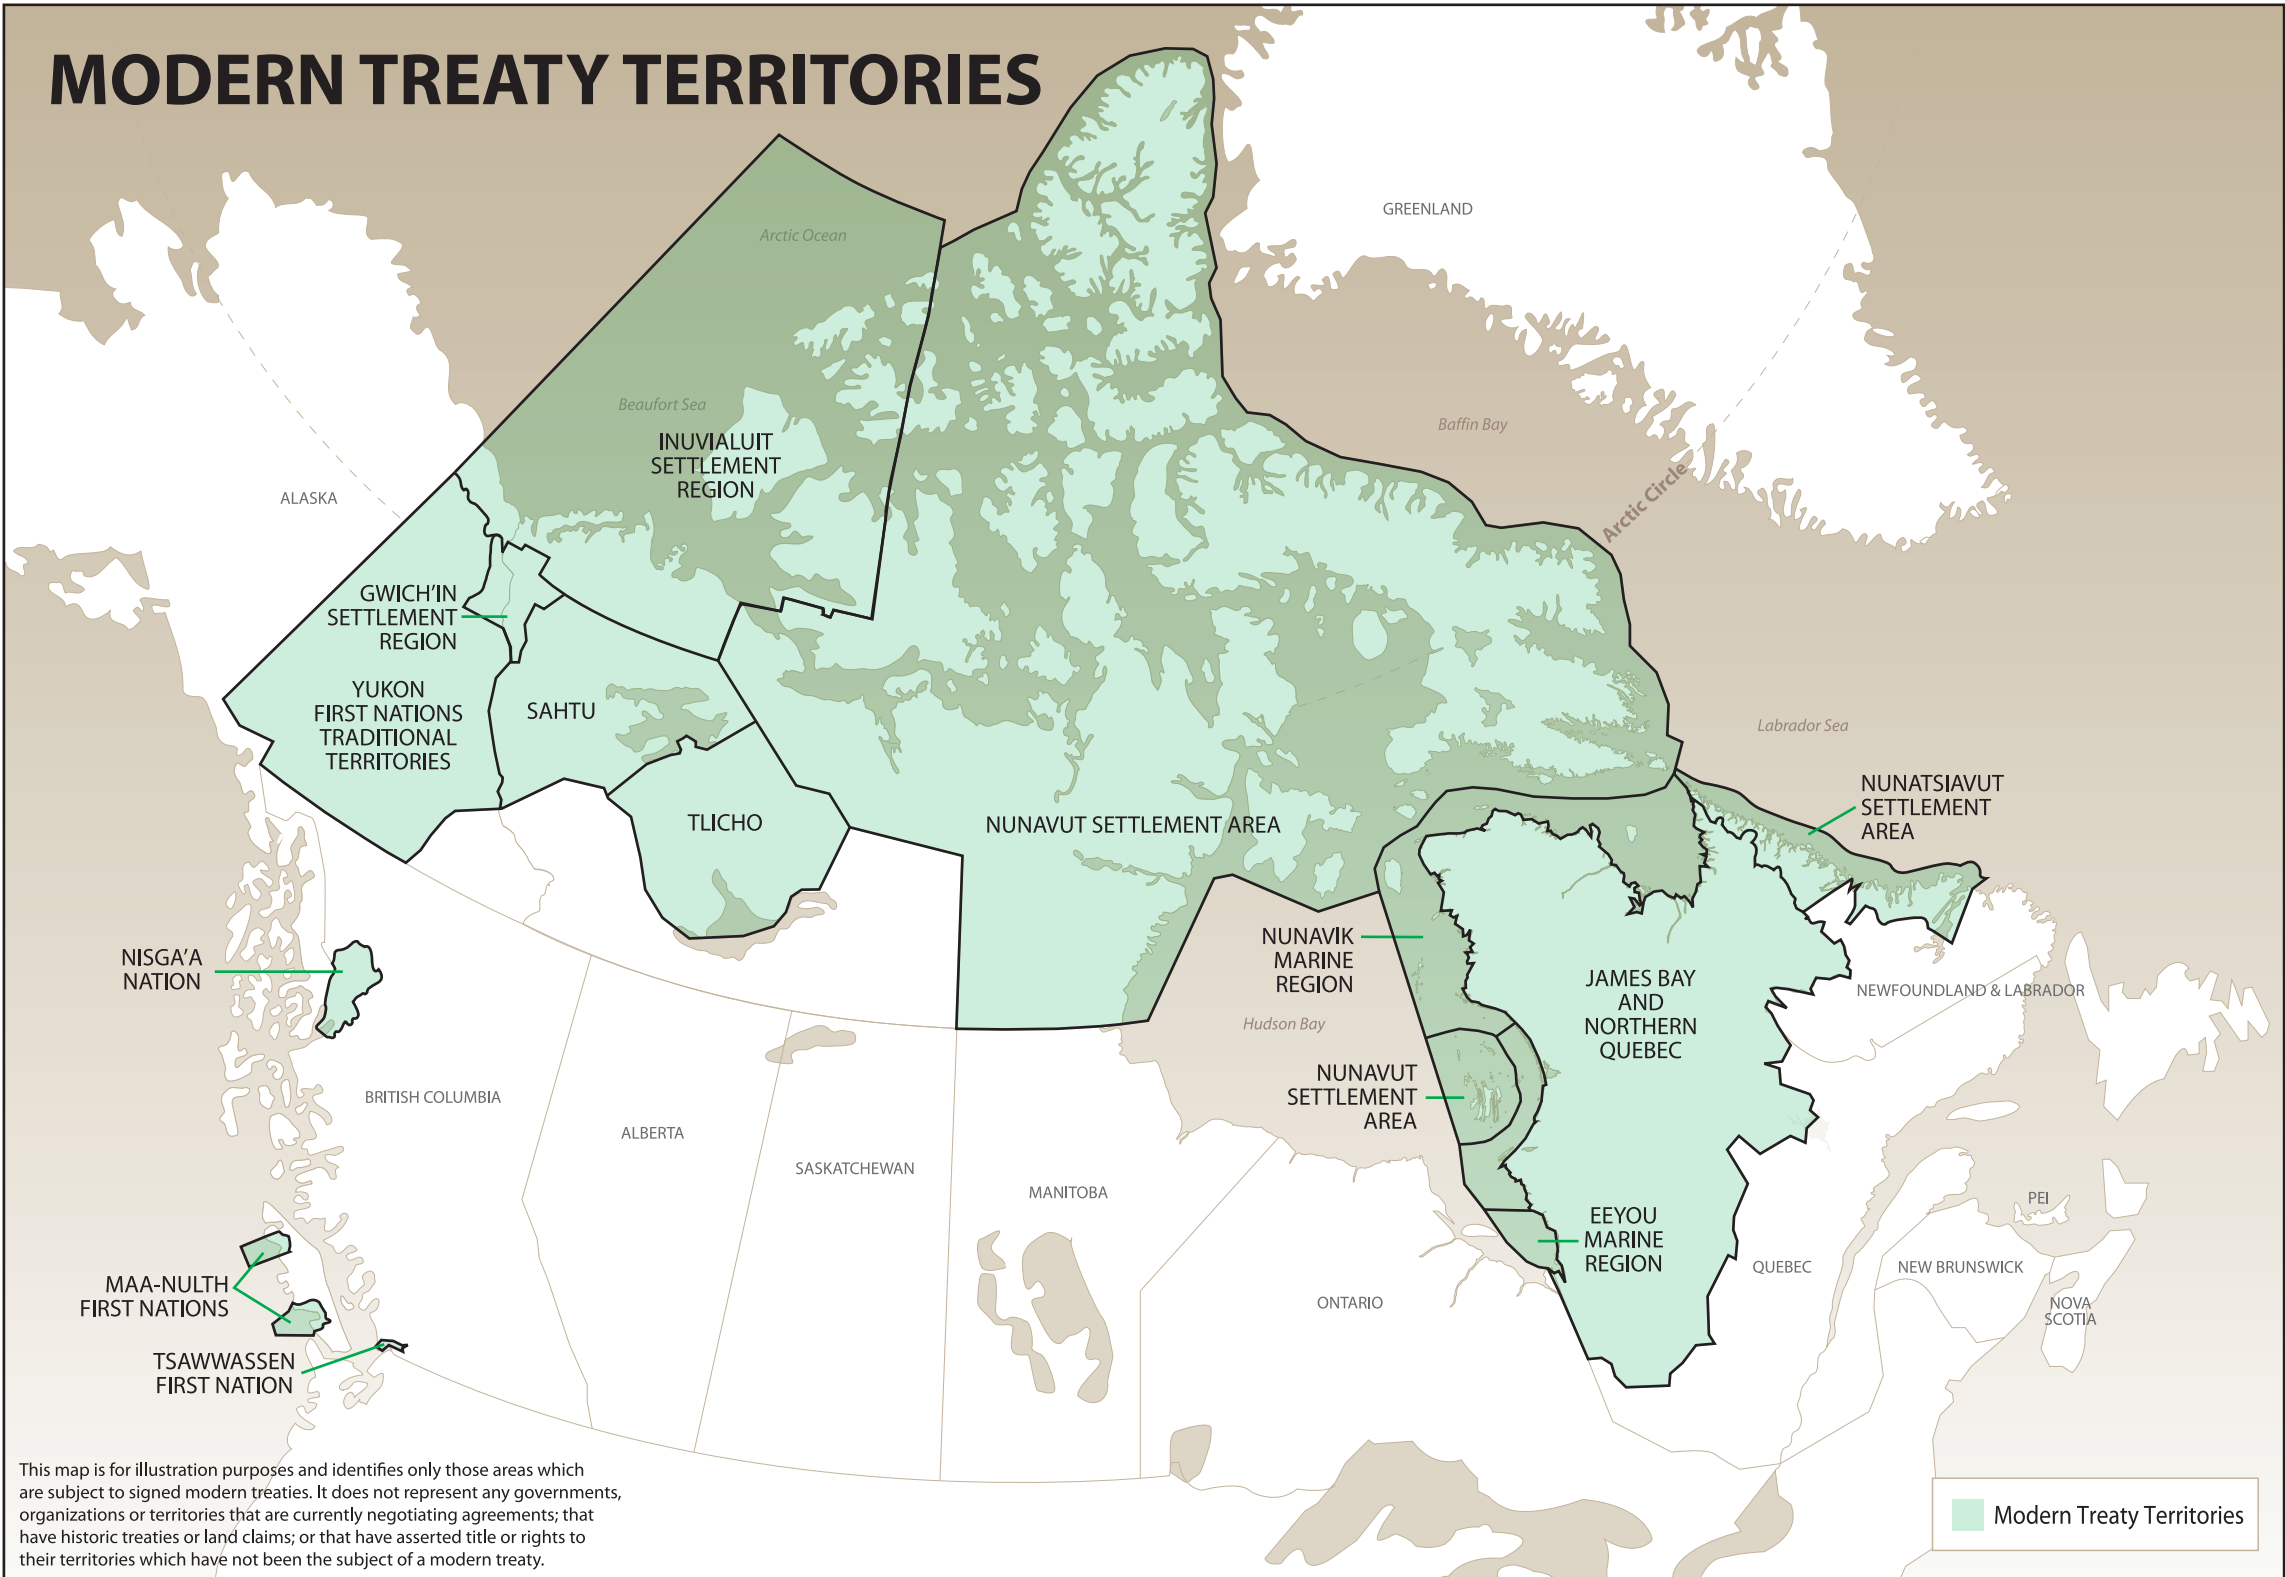 MODERN TREATY TERRITORIES
GREENLAND
Arctic Ocean
Beaufort Sea
INUVIALUIT
SETTLEMENT
REGION
Baffin Bay
Arctic Circle
ALASKA
GWICH'IN
SETTLEMENT
REGION
YUKON
FIRST NATIONS
TRADITIONAL
TERRITORIES
SAHTU
TLICHO
NUNAVUT SETTLEMENT AREA
Labrador Sea
NUNATSIAVUT
SETTLEMENT
AREA
NISGA'A
NATION
NUNAVIK
MARINE
REGION
JAMES BAY
AND
NORTHERN
QUEBEC
NEWFOUNDLAND & LABRADOR
Hudson Bay
NUNAVUT
SETTLEMENT
AREA
BRITISH COLUMBIA
ALBERTA
SASKATCHEWAN
MANITOBA
EEYOU
MARINE
REGION
PEI
QUEBEC
NEW BRUNSWICK
NOVA
SCOTIA
ONTARIO
MAA-NULTH
FIRST NATIONS
TSAWWASSEN
FIRST NATION
This map is for illustration purposes and identifies only those areas which
are subject to signed modern treaties. It does not represent any governments,
organizations or territories that are currently negotiating agreements; that
have historic treaties or land claims; or that have asserted title or rights to
their territories which have not been the subject of a modern treaty.
Modern Treaty Territories